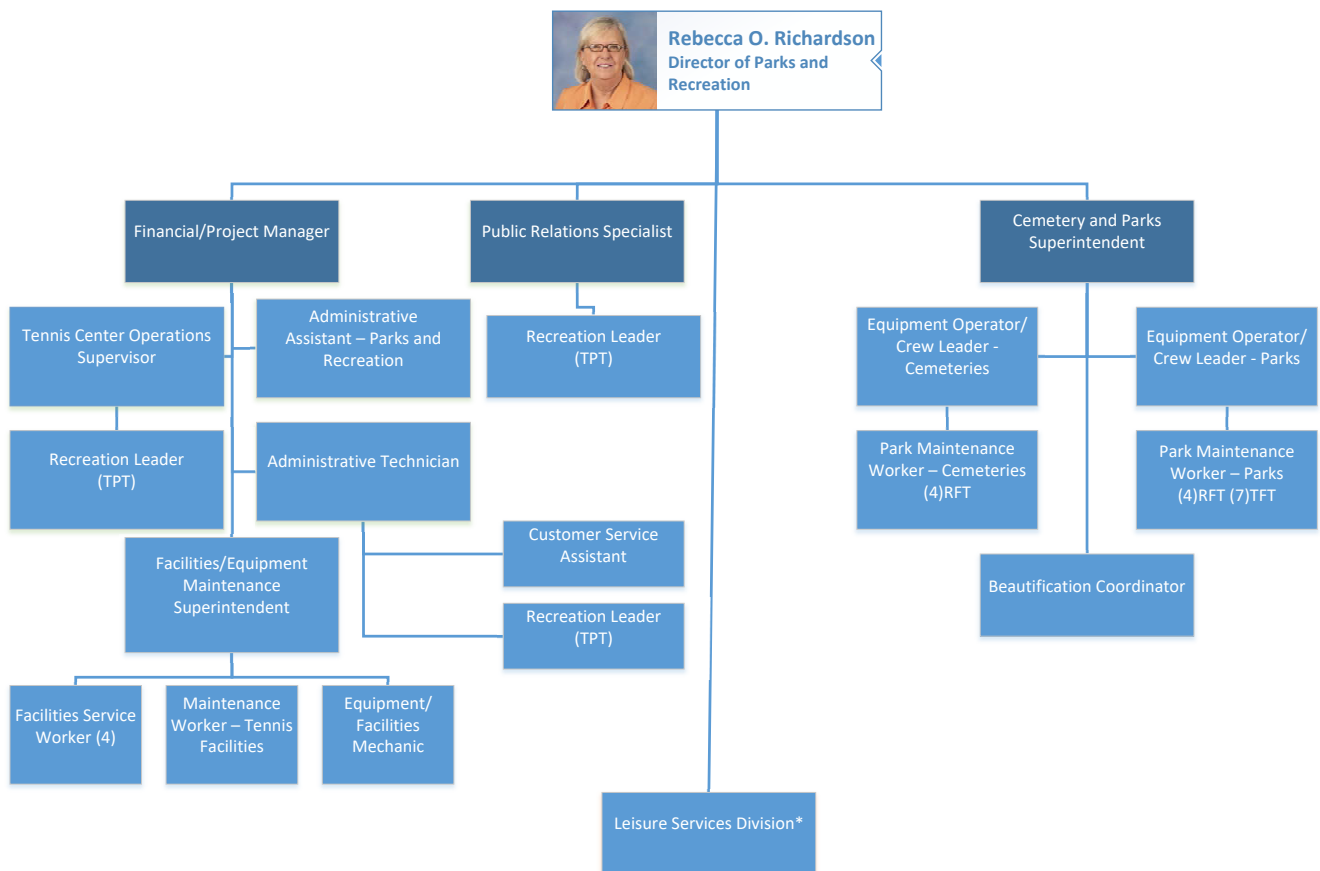 Rebecca O. Richardson
Director of Parks and
Recreation
Financial/Project Manager
Public Relations Specialist
Cemetery and Parks
Superintendent
Tennis Center Operations
Supervisor
Administrative
Assistant – Parks and
Recreation
Recreation Leader
(TPT)
Equipment Operator/
Crew Leader -
Cemeteries
Equipment Operator/
Crew Leader - Parks
Recreation Leader
(TPT)
Administrative Technician
Park Maintenance
Worker – Cemeteries
(4)RFT
Park Maintenance
Worker – Parks
(4)RFT (7)TFT
Customer Service
Assistant
Facilities/Equipment
Maintenance
Superintendent
Beautification Coordinator
Recreation Leader
(TPT)
Facilities Service
Worker (4)
Maintenance
Worker – Tennis
Facilities
Equipment/
Facilities
Mechanic
Leisure Services Division*